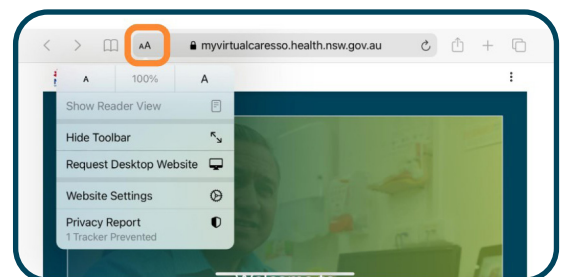 AA myvirtualcaresso.health.nsw.gov.au
A 100% A
Show Reader View
Hide Toolbar
Request Desktop Website
Website Settings
Privacy Report
1 Tracker Prevented